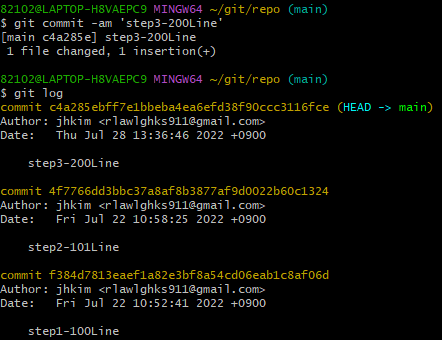 82102@LAPTOP-H8VAEPC9 MINGW64 ~/git/repo (main)
$ git commit -am 'step3-200Line'
[main c4a285e] step3-200Line
 1 file changed, 1 insertion(+)

82102@LAPTOP-H8VAEPC9 MINGW64 ~/git/repo (main)
$ git log
commit c4a285ebff7e1bbeba4ea6efd38f90ccc3116fce (HEAD -> main)
Author: jhkim <rlawlghks911@gmail.com>
Date:   Thu Jul 28 13:36:46 2022 +0900

    step3-200Line

commit 4f7766dd3bbc37a8af8b3877af9d0022b60c1324
Author: jhkim <rlawlghks911@gmail.com>
Date:   Fri Jul 22 10:58:25 2022 +0900

    step2-101Line

commit f384d7813eaef1a82e3bf8a54cd06eab1c8af06d
Author: jhkim <rlawlghks911@gmail.com>
Date:   Fri Jul 22 10:52:41 2022 +0900

    step1-100Line